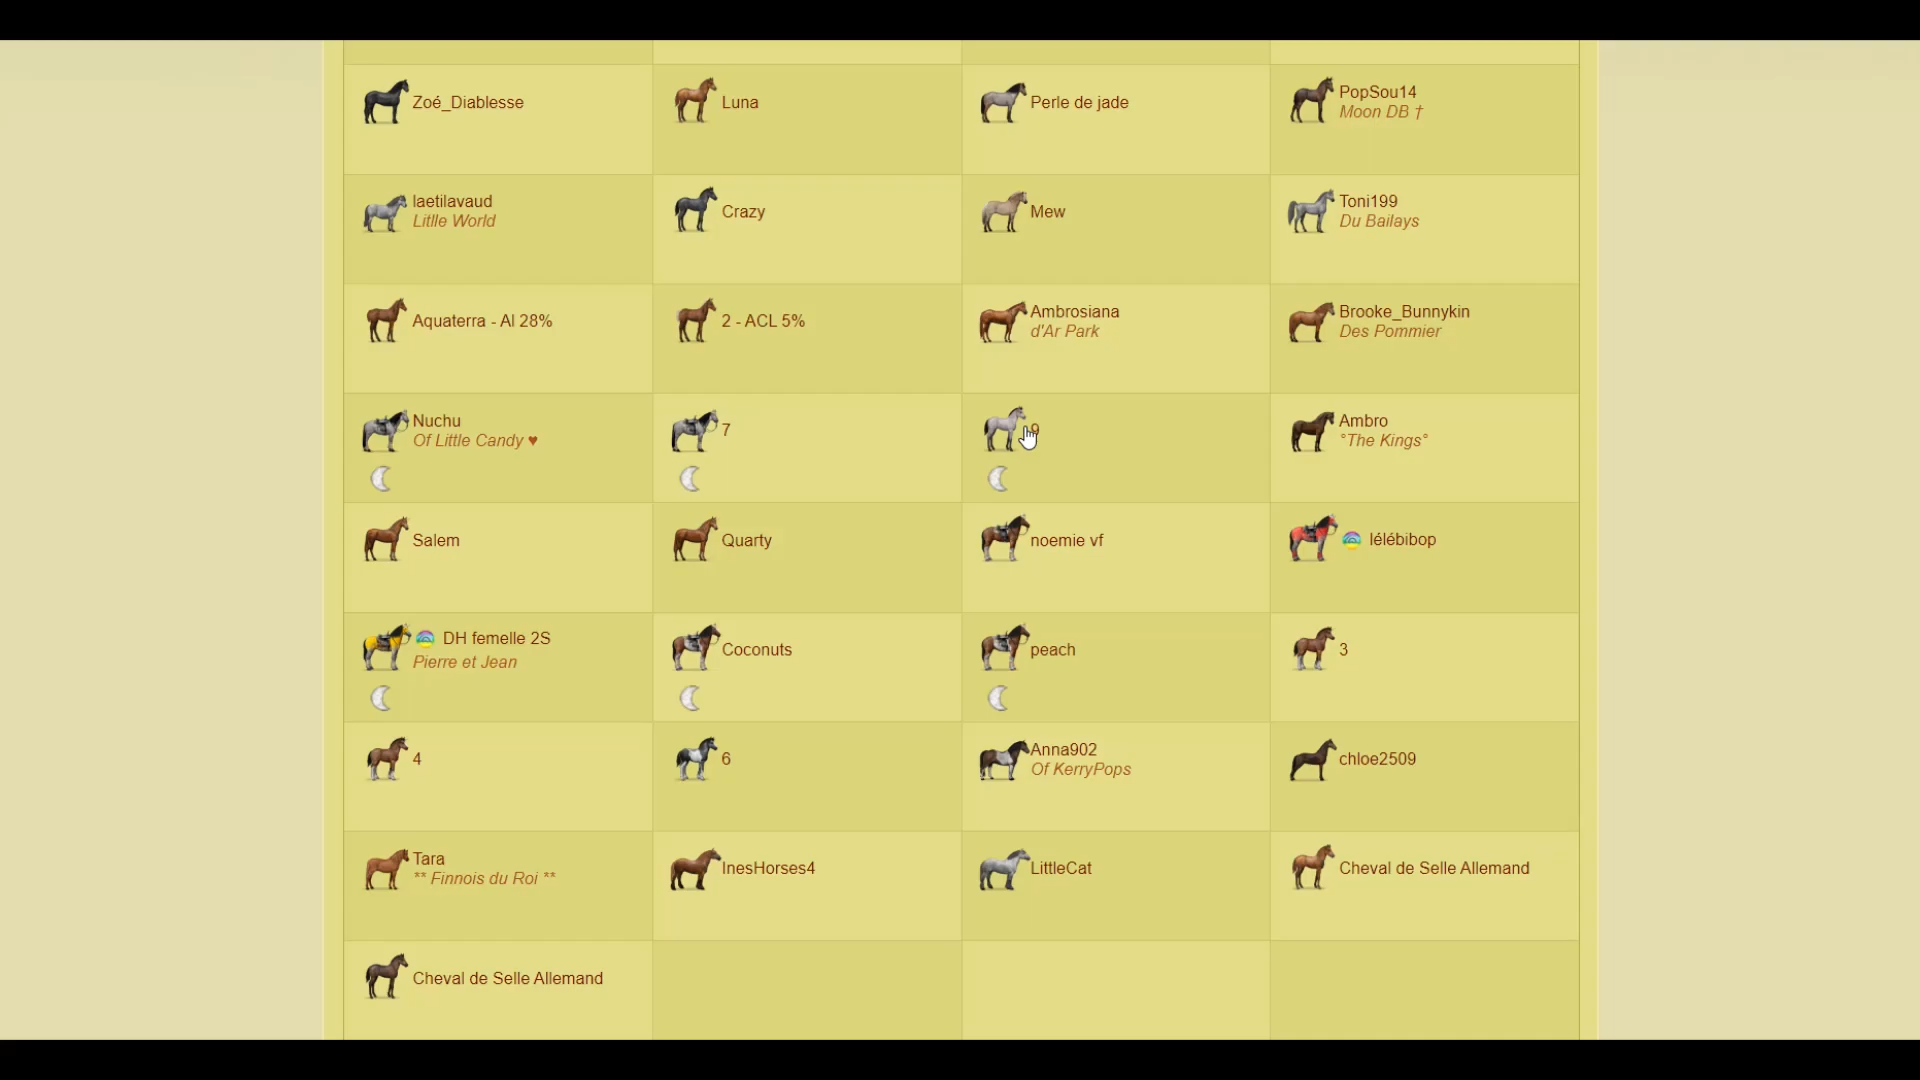 Zoé_Diablesse
Luna
Perle de jade
PopSou14
Moon DB †
laetilavaud
Litlle World
Crazy
Mew
Toni199
Du Bailays
Aquaterra - Al 28%
2 - ACL 5%
Ambrosiana
d'Ar Park
Brooke_Bunnykin
Des Pommier
Nuchu
Of Little Candy ♥
7
Ambro
°The Kings°
Salem
Quarty
noemie vf
lélébibop
DH femelle 2S
Pierre et Jean
Coconuts
peach
3
4
6
Anna902
Of KerryPops
chloe2509
Tara
** Finnois du Roi **
InesHorses4
LittleCat
Cheval de Selle Allemand
Cheval de Selle Allemand